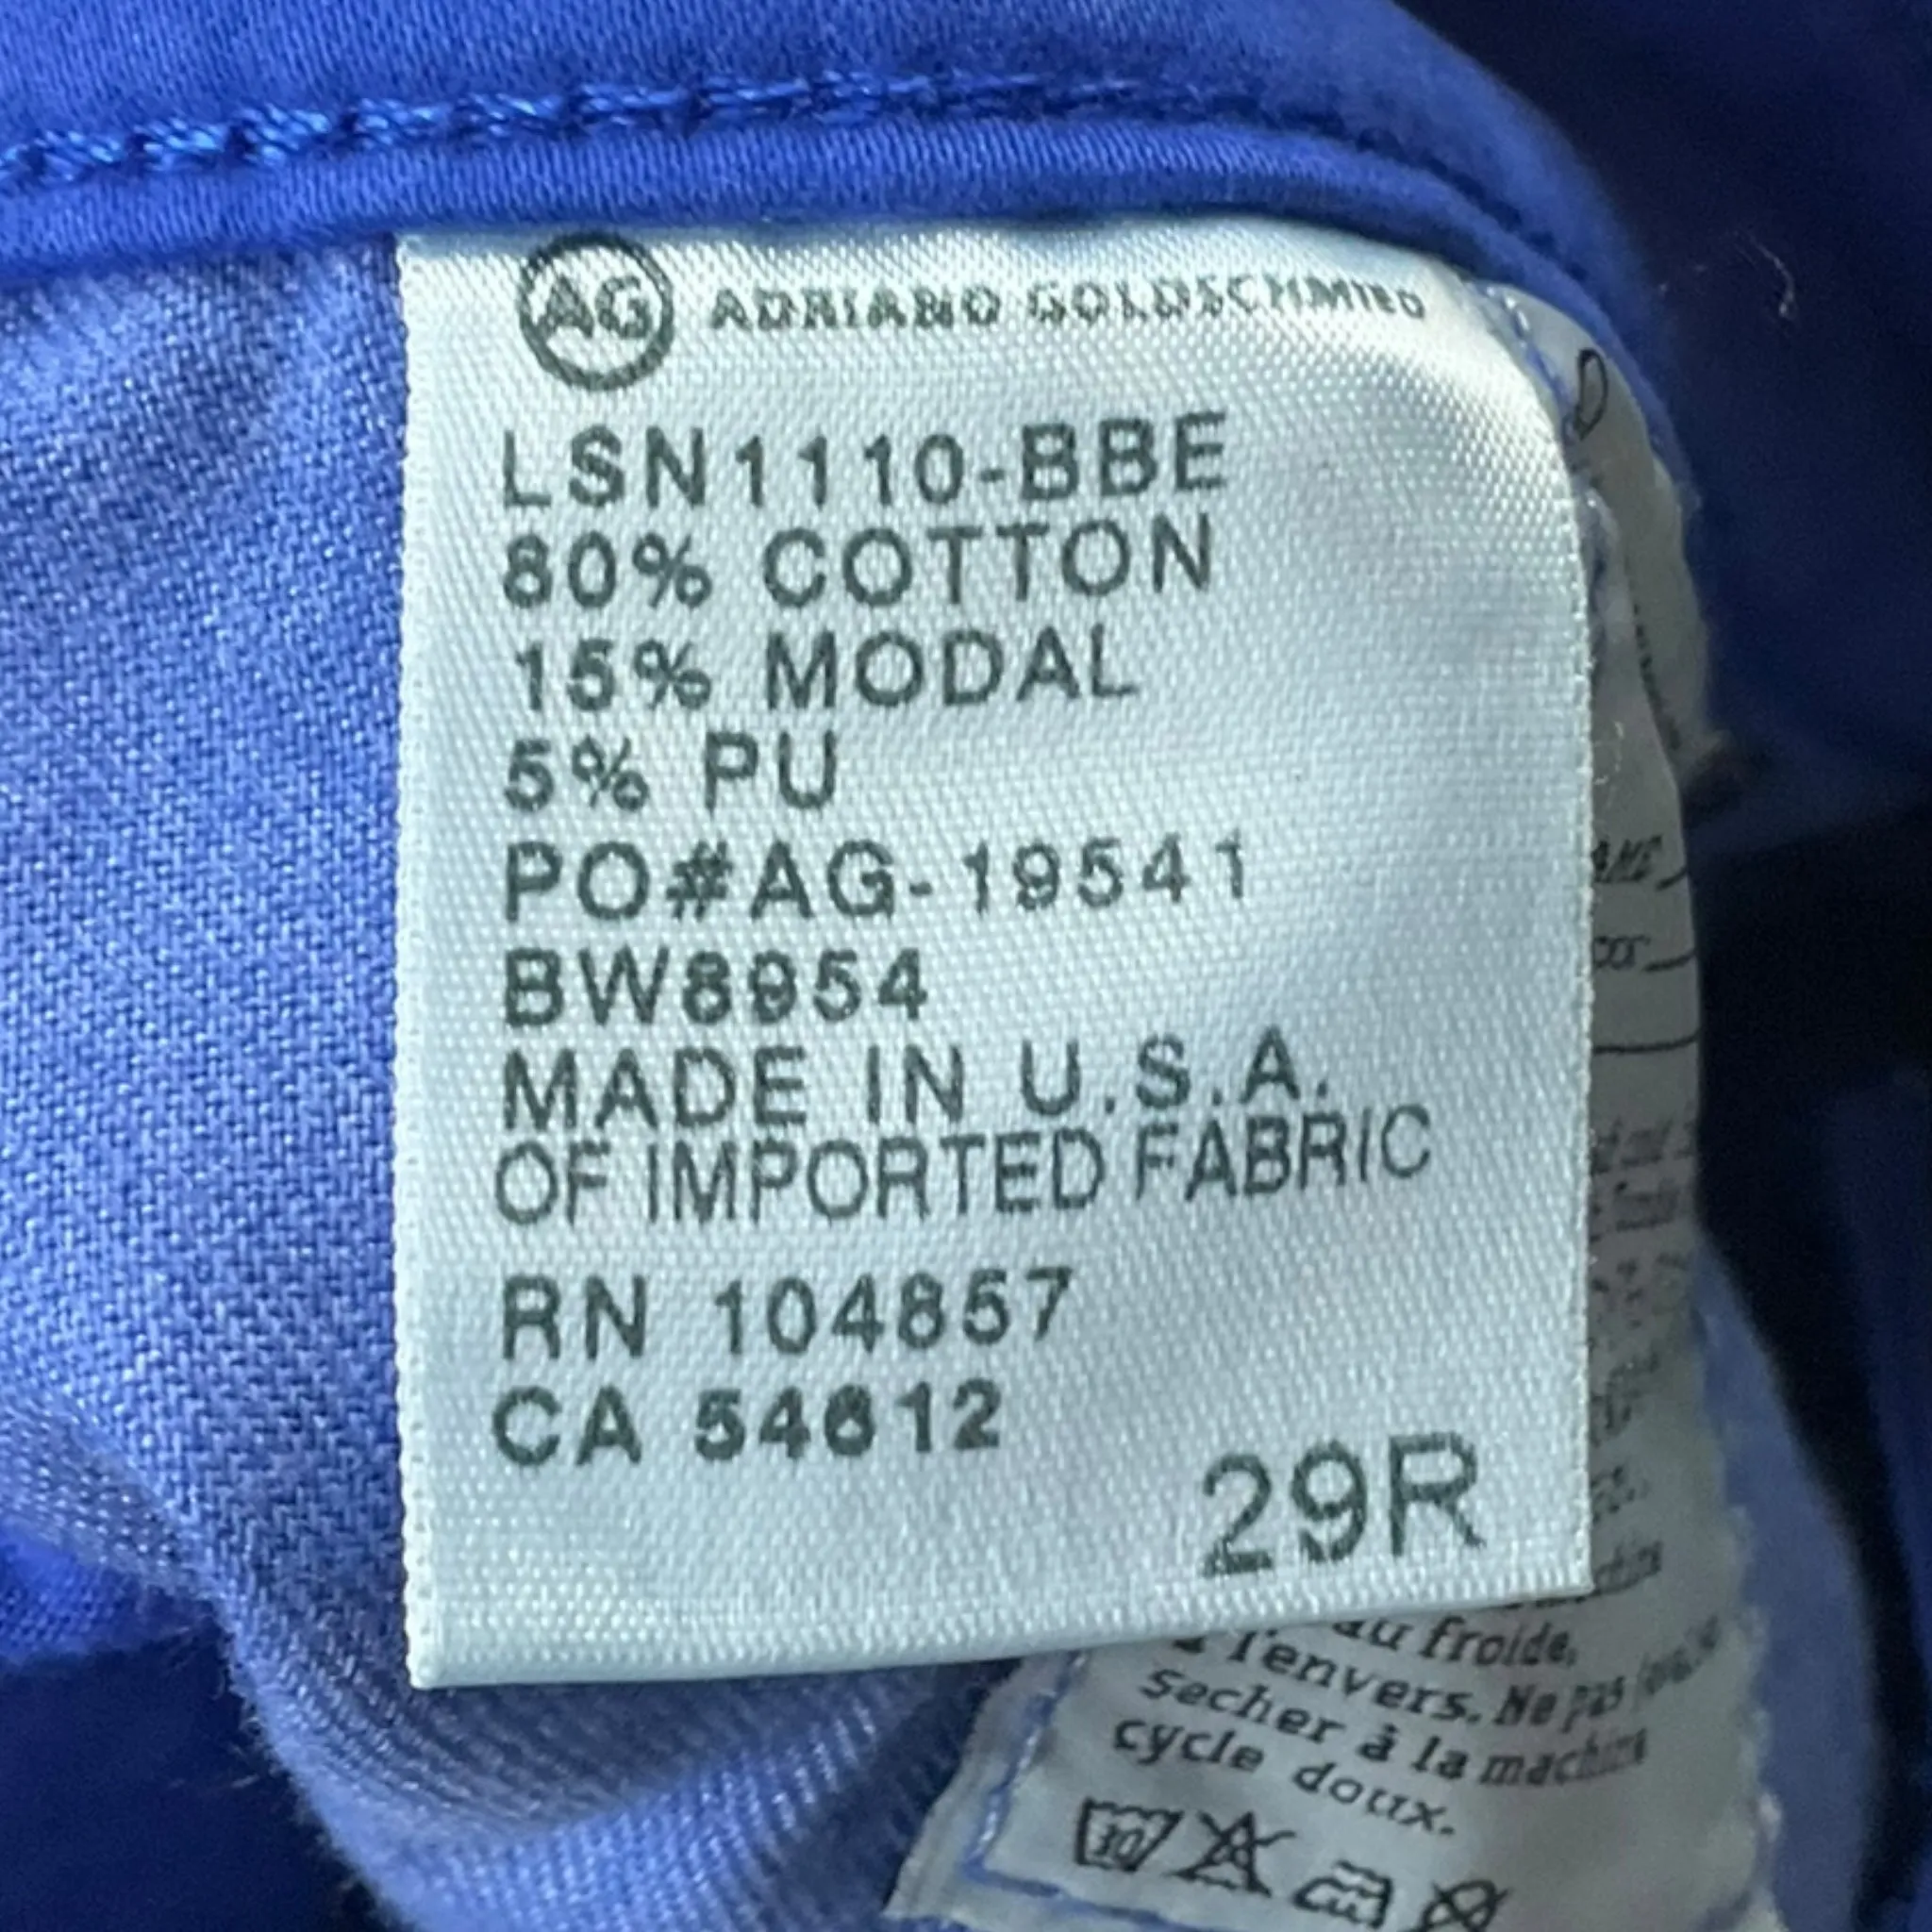 AG ADRIANO GOLDSCHMIED
LSN1110-BBE
80% COTTON
15% MODAL
5% PU
PO#AG-19541
BW8954
MADE IN U.S.A.
OF IMPORTED FABRIC
RN 104857
CA 54612
29R
au froide,
à l'envers. Ne pas
Secher à la machine
cycle doux.
30